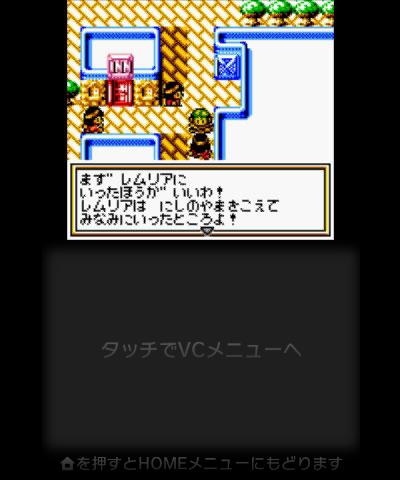 まず レムリアに
いったほうが いいわ！
レムリアは にしのやまをこえて
みなみにいったところよ！
タッチでVCメニューへ
を押すとHOMEメニューにもどります